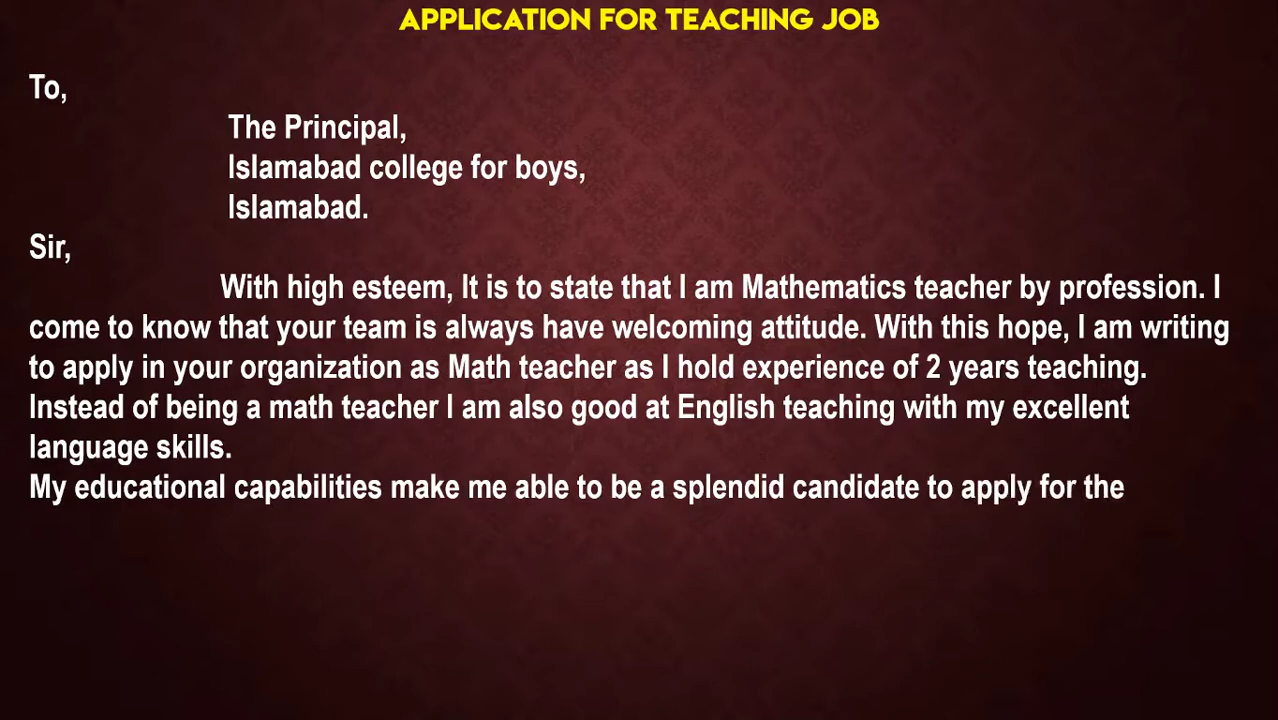 APPLICATION FOR TEACHING JOB
To,
The Principal,
Islamabad college for boys,
Islamabad.
Sir,
With high esteem, It is to state that I am Mathematics teacher by profession. I
come to know that your team is always have welcoming attitude. With this hope, I am writing
to apply in your organization as Math teacher as I hold experience of 2 years teaching.
Instead of being a math teacher I am also good at English teaching with my excellent
language skills.
My educational capabilities make me able to be a splendid candidate to apply for the